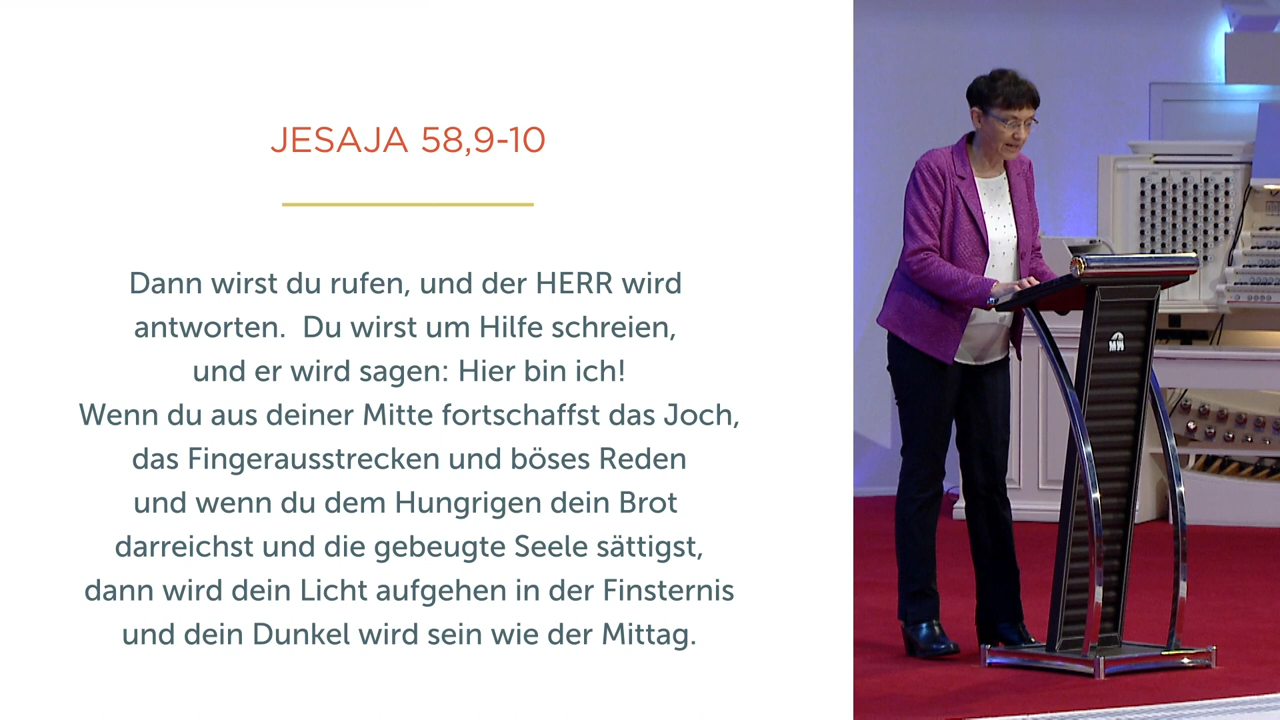 JESAJA 58,9-10
Dann wirst du rufen, und der HERR wird
antworten.  Du wirst um Hilfe schreien,
und er wird sagen: Hier bin ich!
Wenn du aus deiner Mitte fortschaffst das Joch,
das Fingerausstrecken und böses Reden
und wenn du dem Hungrigen dein Brot
darreichst und die gebeugte Seele sättigst,
dann wird dein Licht aufgehen in der Finsternis
und dein Dunkel wird sein wie der Mittag.
MW